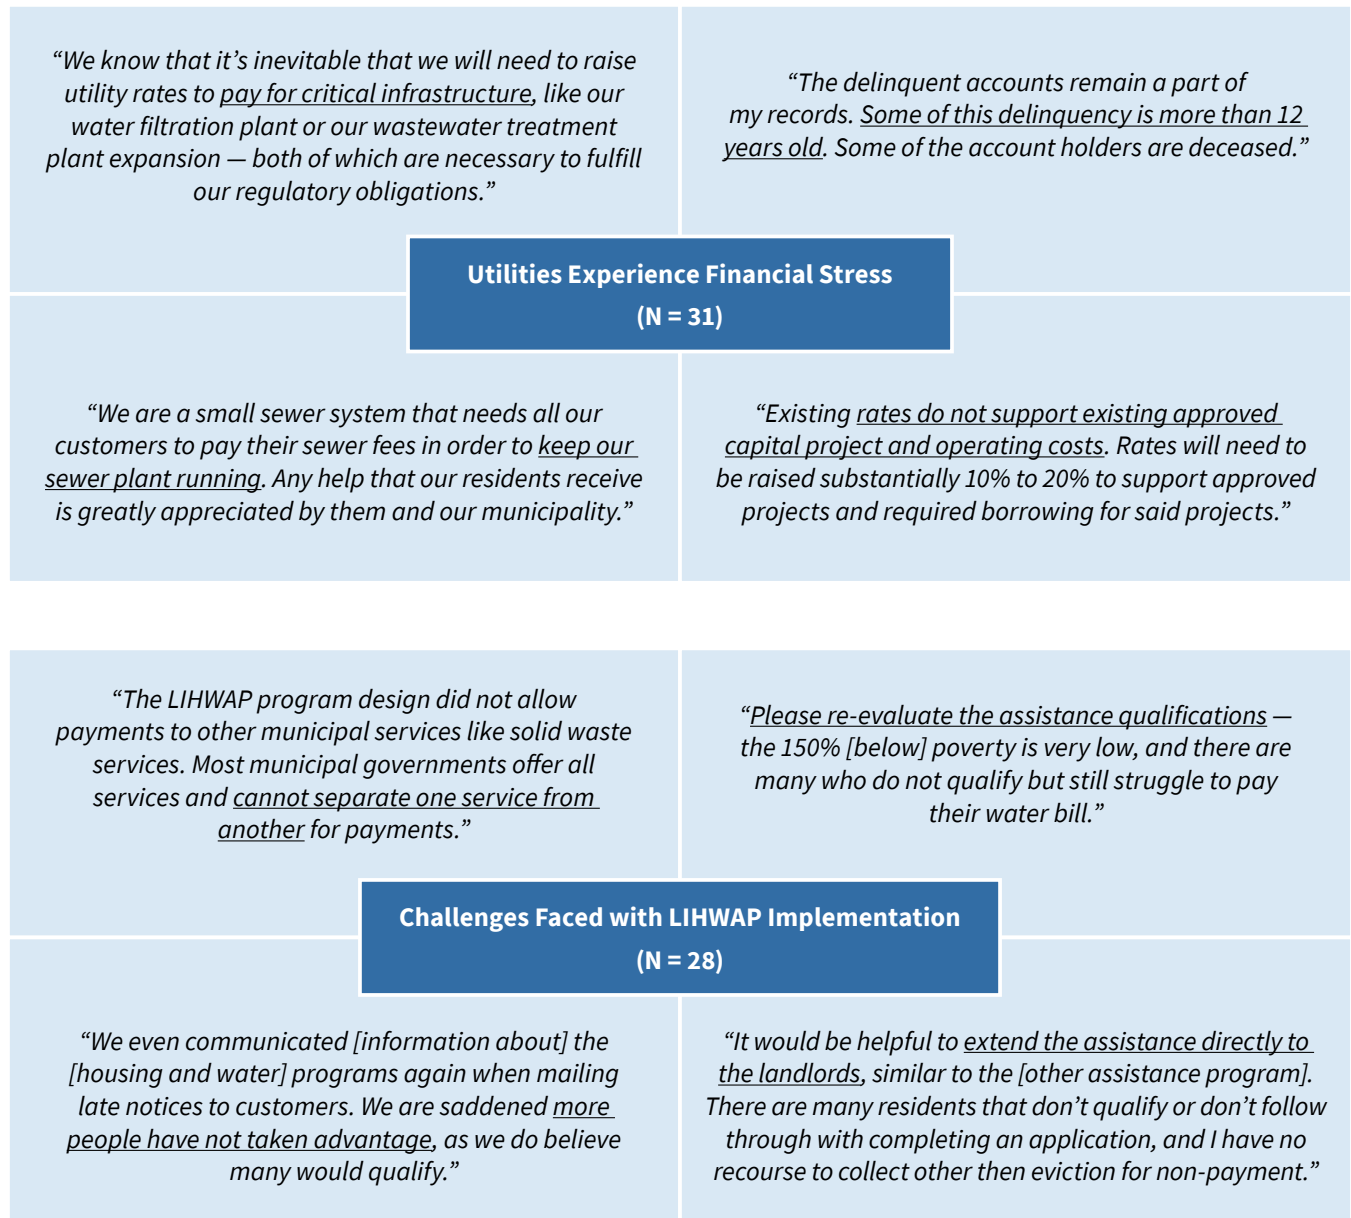 “We know that it’s inevitable that we will need to raise
utility rates to pay for critical infrastructure, like our
water filtration plant or our wastewater treatment
plant expansion — both of which are necessary to fulfill
our regulatory obligations.”
“The delinquent accounts remain a part of
my records. Some of this delinquency is more than 12
years old. Some of the account holders are deceased.”
Utilities Experience Financial Stress
(N = 31)
“We are a small sewer system that needs all our
customers to pay their sewer fees in order to keep our
sewer plant running. Any help that our residents receive
is greatly appreciated by them and our municipality.”
“Existing rates do not support existing approved
capital project and operating costs. Rates will need to
be raised substantially 10% to 20% to support approved
projects and required borrowing for said projects.”
“The LIHWAP program design did not allow
payments to other municipal services like solid waste
services. Most municipal governments offer all
services and cannot separate one service from
another for payments.”
“Please re-evaluate the assistance qualifications —
the 150% [below] poverty is very low, and there are
many who do not qualify but still struggle to pay
their water bill.”
Challenges Faced with LIHWAP Implementation
(N = 28)
“We even communicated [information about] the
[housing and water] programs again when mailing
late notices to customers. We are saddened more
people have not taken advantage, as we do believe
many would qualify.”
“It would be helpful to extend the assistance directly to
the landlords, similar to the [other assistance program].
There are many residents that don’t qualify or don’t follow
through with completing an application, and I have no
recourse to collect other then eviction for non-payment.”